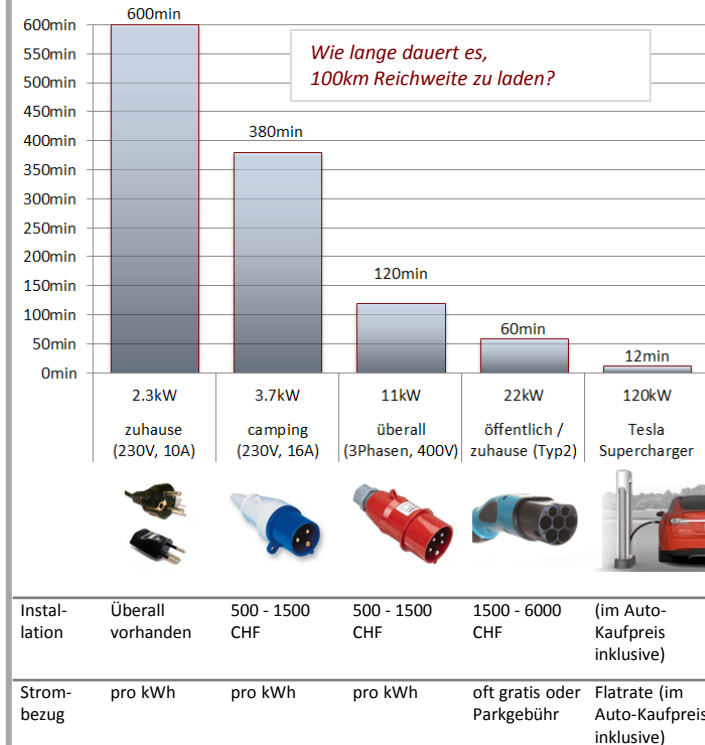 600min
Wie lange dauert es,
100km Reichweite zu laden?
600min
550min
500min
450min
400min
350min
300min
250min
200min
150min
100min
50min
0min
380min
120min
60min
12min
2.3kW 3.7kW 11kW 22kW 120kW
zuhause camping überall öffentlich / Tesla
(230V, 10A) (230V, 16A) (3Phasen, 400V) zuhause (Typ2) Supercharger
Instal- Überall 500 - 1500 500 - 1500 1500 - 6000 (im Auto-
lation vorhanden CHF CHF CHF Kaufpreis
inklusive)
Strom- pro kWh pro kWh pro kWh oft gratis oder Flatrate (im
bezug Parkgebühr Auto-Kaufpreis
inklusive)